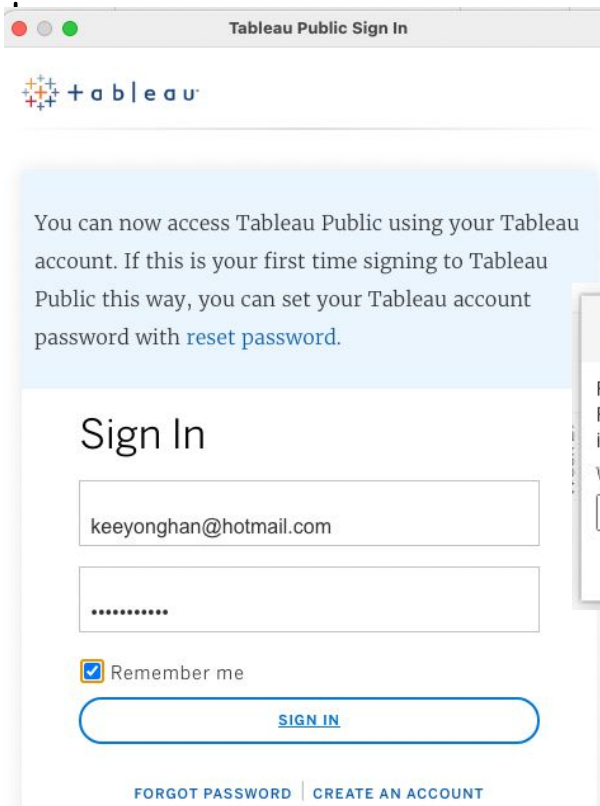 Tableau Public Sign In
+ableau
You can now access Tableau Public using your Tableau
account. If this is your first time signing to Tableau
Public this way, you can set your Tableau account
password with reset password.
Sign In
keeyonghan@hotmail.com
•••••••••••
Remember me
SIGN IN
FORGOT PASSWORD | CREATE AN ACCOUNT